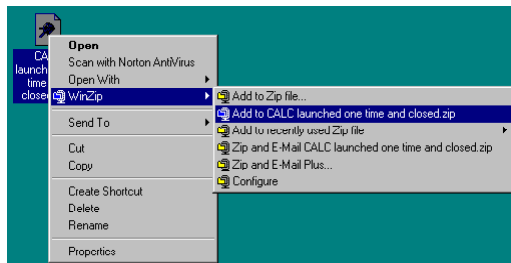 CA
launch
time
close
Open
Scan with Norton AntiVirus
Open With
WinZip
Send To
Cut
Copy
Create Shortcut
Delete
Rename
Properties
Add to Zip file...
Add to CALC launched one time and closed.zip
Add to recently used Zip file
Zip and E-Mail CALC launched one time and closed.zip
Zip and E-Mail Plus...
Configure